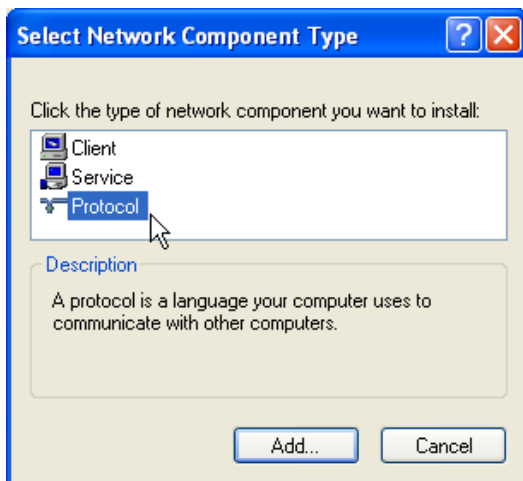 Select Network Component Type
Click the type of network component you want to install:
Client
Service
Protocol
Description
A protocol is a language your computer uses to
communicate with other computers.
Add...
Cancel